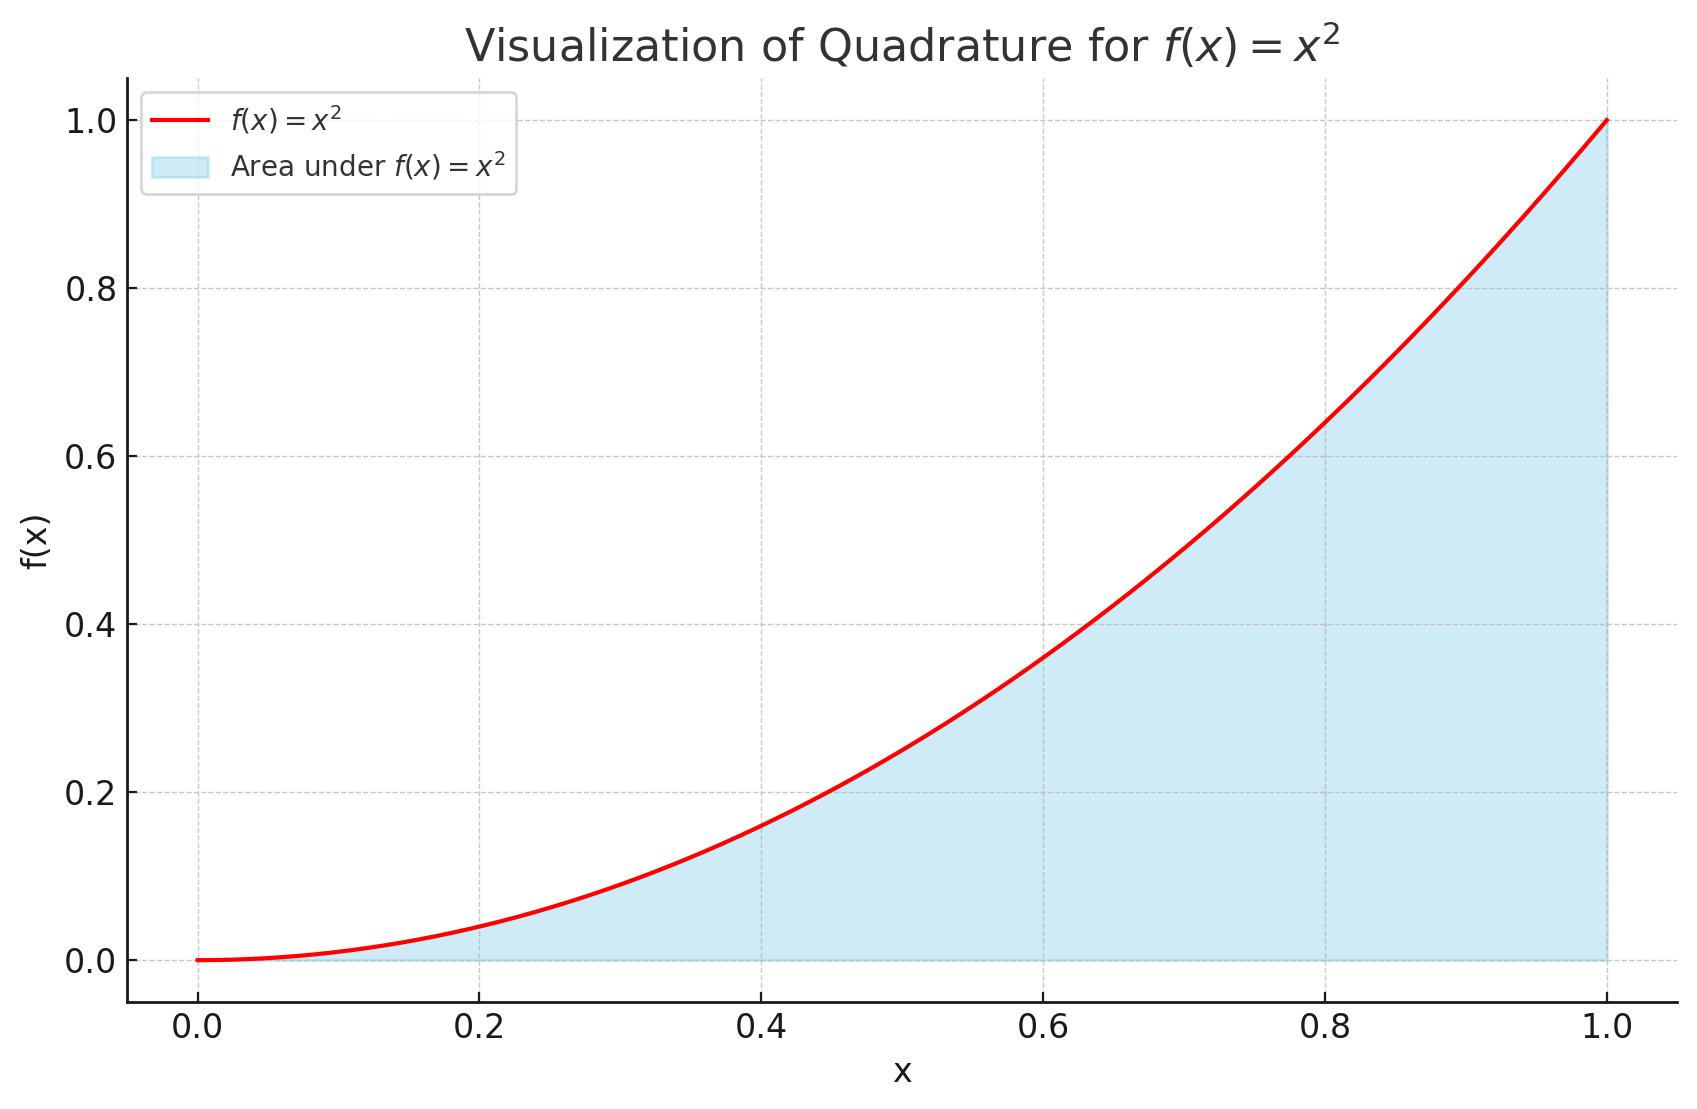 Visualization of Quadrature for f(x) = x²
f(x) = x²
Area under f(x) = x²
1.0
0.8
0.6
0.4
0.2
0.0
f(x)
0.0 0.2 0.4 0.6 0.8 1.0
x